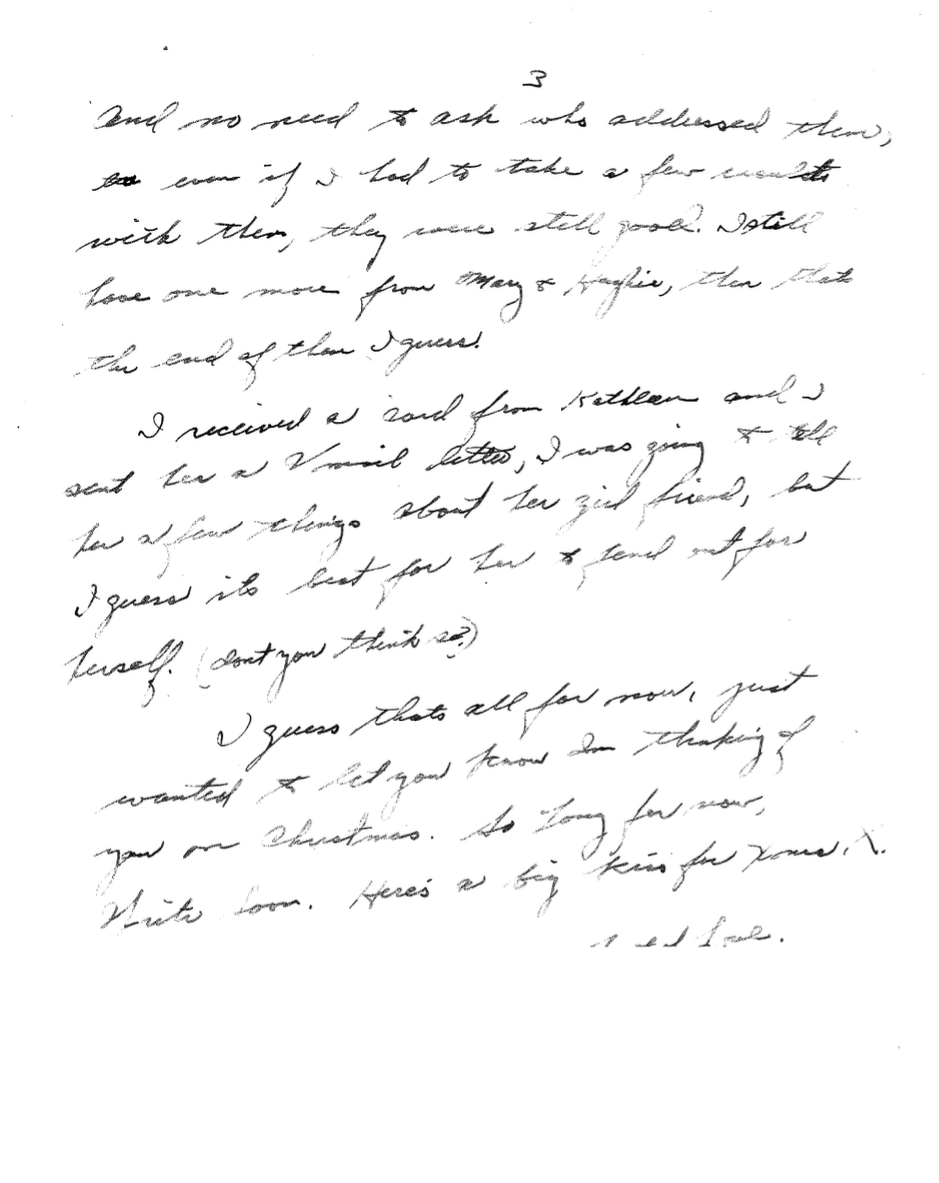 3
and no need to ask who addressed them,
even if I had to take a few
with them, they were still good. I still
have one more from Mary & Hughie, then thats
the end of them I guess.
I received a card from Kathleen and I
sent her a V mail letter, I was going to tell
her a few things about her girl friend, but
I guess its best for her to find out for
herself. (dont you think so?)
I guess thats all for now, just
wanted to let you know Im thinking of
you on Christmas. So Long for now,
Write Soon. Here's a big kiss for Xmas. X.